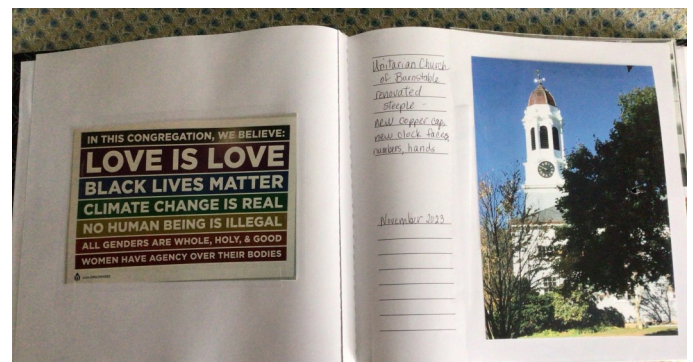 IN THIS CONGREGATION, WE BELIEVE:
LOVE IS LOVE
BLACK LIVES MATTER
CLIMATE CHANGE IS REAL
NO HUMAN BEING IS ILLEGAL
ALL GENDERS ARE WHOLE, HOLY, & GOOD
WOMEN HAVE AGENCY OVER THEIR BODIES
Unitarian Church
of Barnstable
renovated
steeple -
new copper cap,
new clock faces,
numbers, hands
November 2023